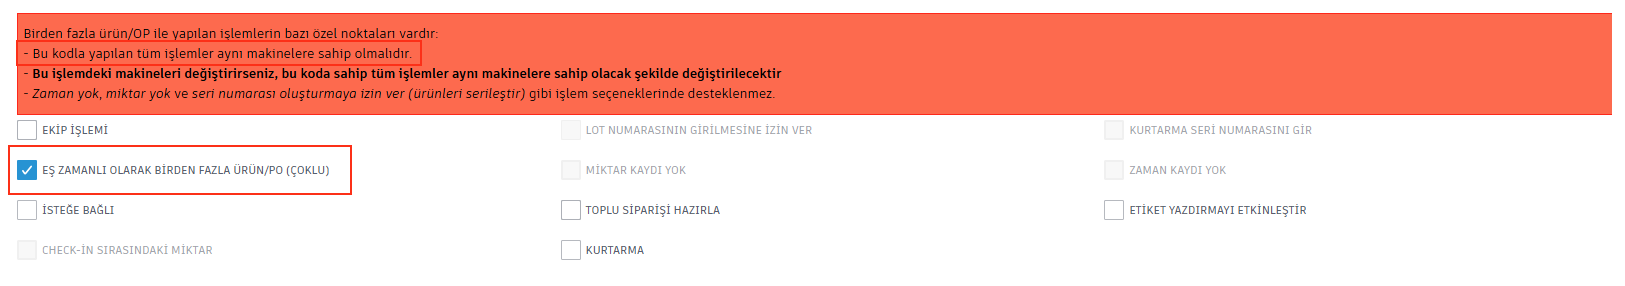 Birden fazla ürün/OP ile yapılan işlemlerin bazı özel noktaları vardır:
- Bu kodla yapılan tüm işlemler aynı makinelere sahip olmalıdır.
- Bu işlemdeki makineleri değiştirirseniz, bu koda sahip tüm işlemler aynı makinelere sahip olacak şekilde değiştirilecektir
- Zaman yok, miktar yok ve seri numarası oluşturmaya izin ver (ürünleri serileştir) gibi işlem seçeneklerinde desteklenmez.
EKİP İŞLEMİ
LOT NUMARASININ GİRİLMESİNE İZİN VER
KURTARMA SERİ NUMARASINI GİR
EŞ ZAMANLI OLARAK BİRDEN FAZLA ÜRÜN/PO (ÇOKLU)
MİKTAR KAYDI YOK
ZAMAN KAYDI YOK
İSTEĞE BAĞLI
TOPLU SİPARİŞİ HAZIRLA
ETİKET YAZDIRMAYI ETKİNLEŞTİR
CHECK-İN SIRASINDAKİ MİKTAR
KURTARMA